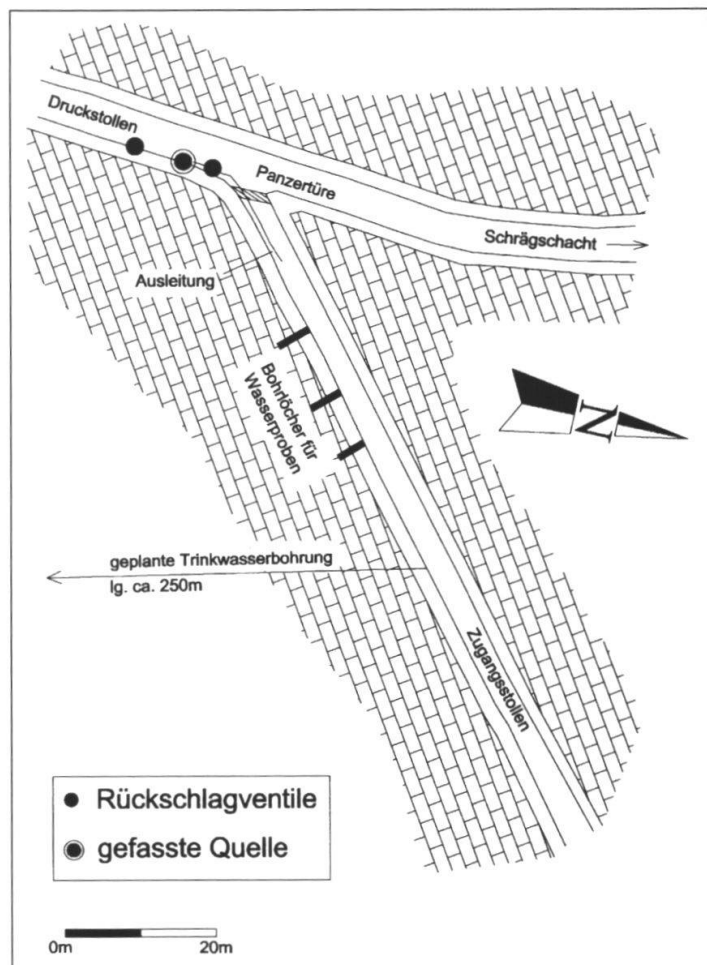 Druckstollen
Panzertüre
Schrägschacht
Ausleitung
Bohrlöcher für
Wasserproben
N
geplante Trinkwasserbohrung
lg. ca. 250m
Zugangsstollen
Rückschlagventile
gefasste Quelle
0m 20m